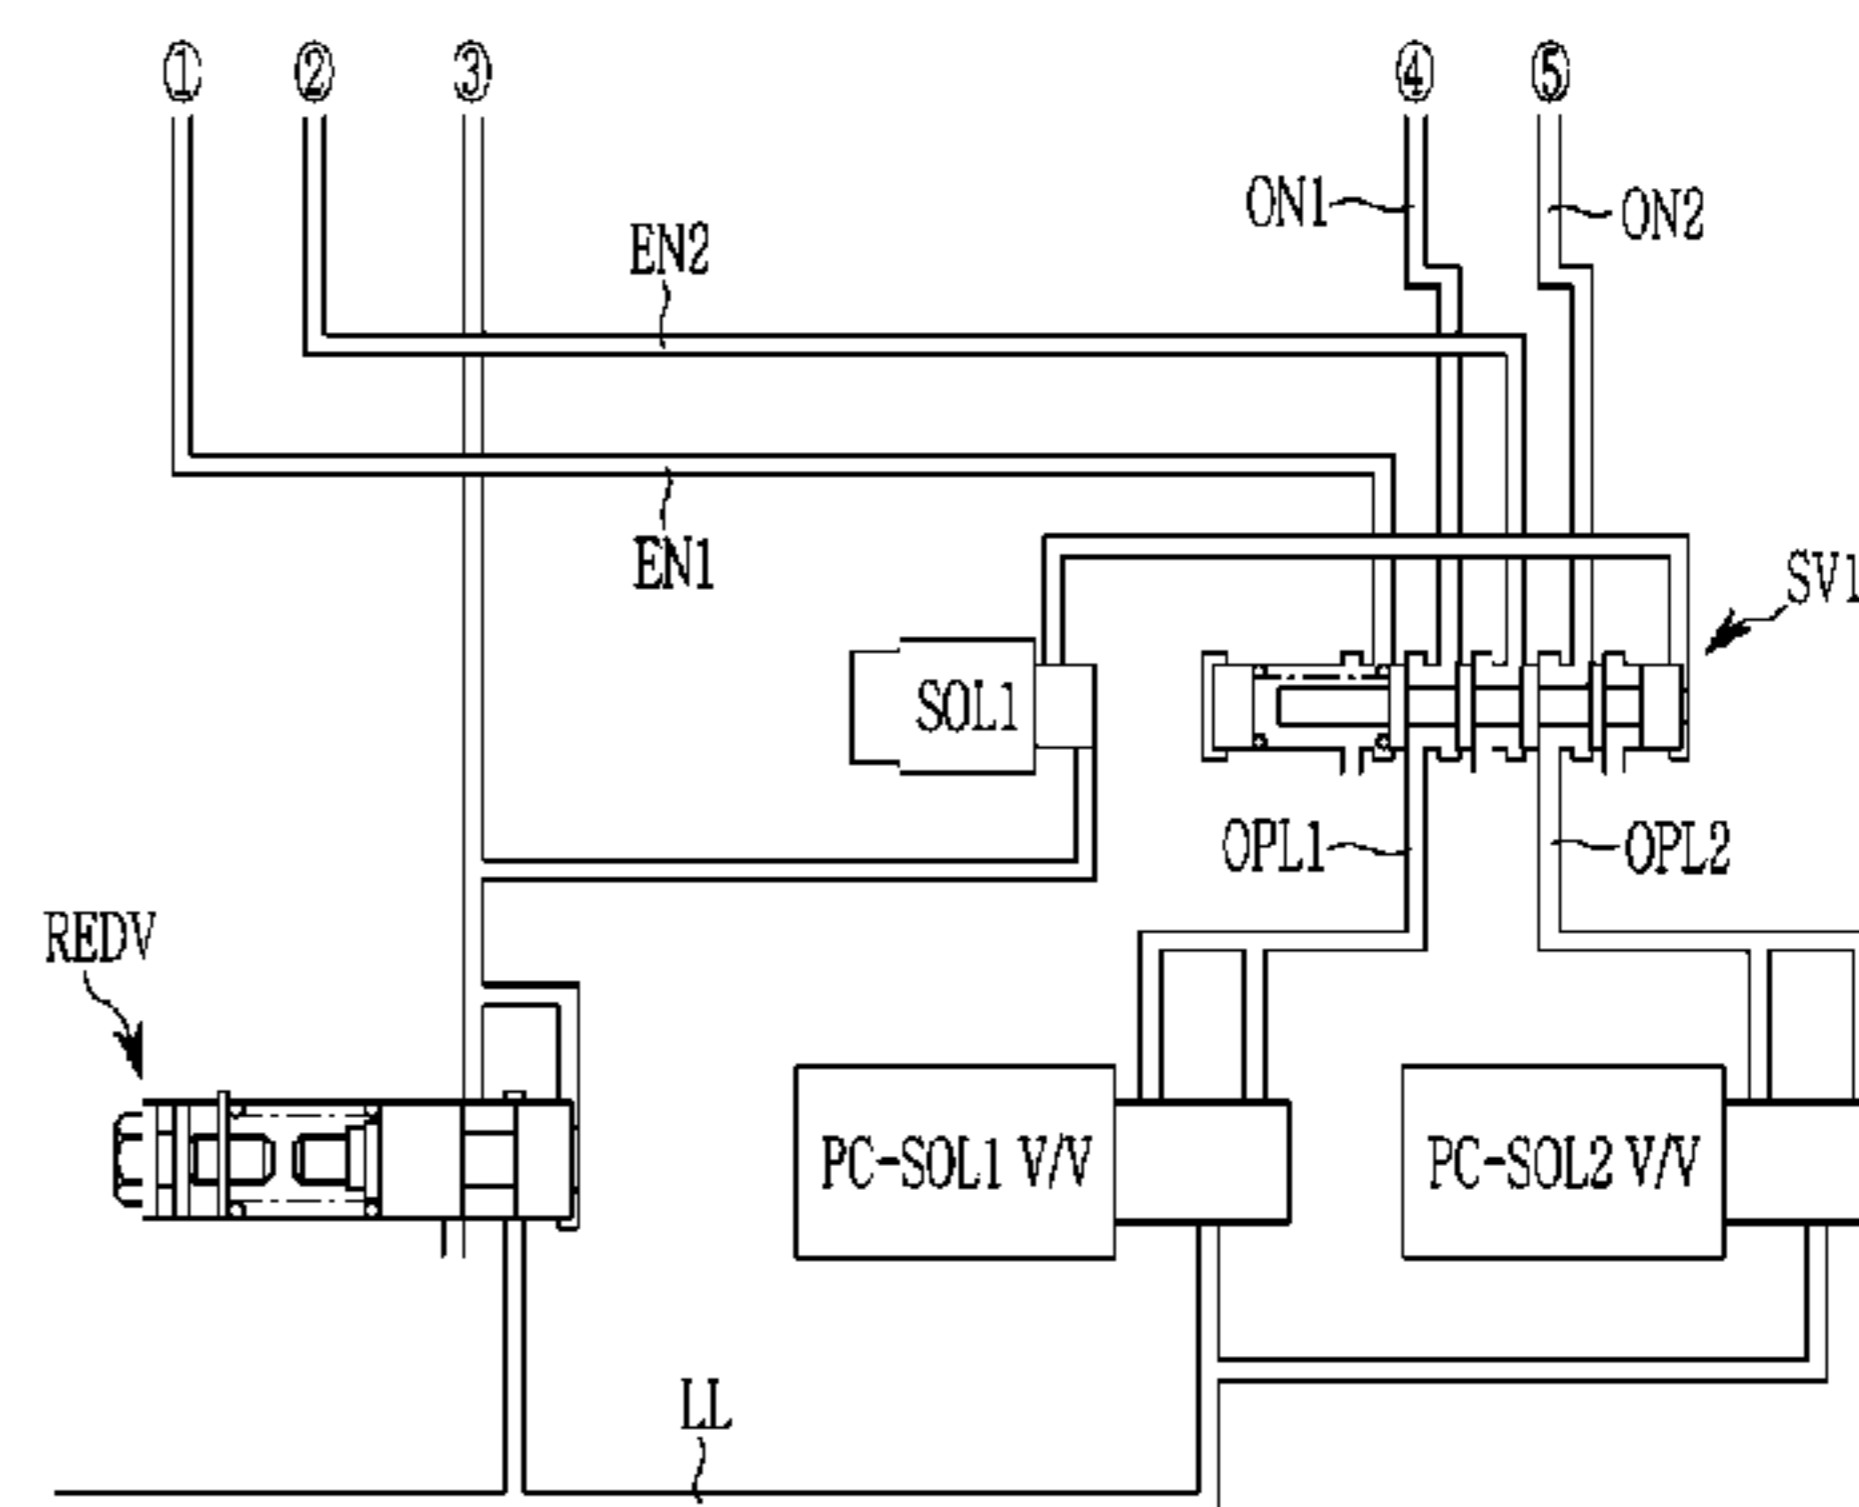 ① ② ③ ④ ⑤
ON1
ON2
EN2
EN1
SV1
SOL1
OPL1
OPL2
REDV
PC-SOL1 V/V
PC-SOL2 V/V
LL